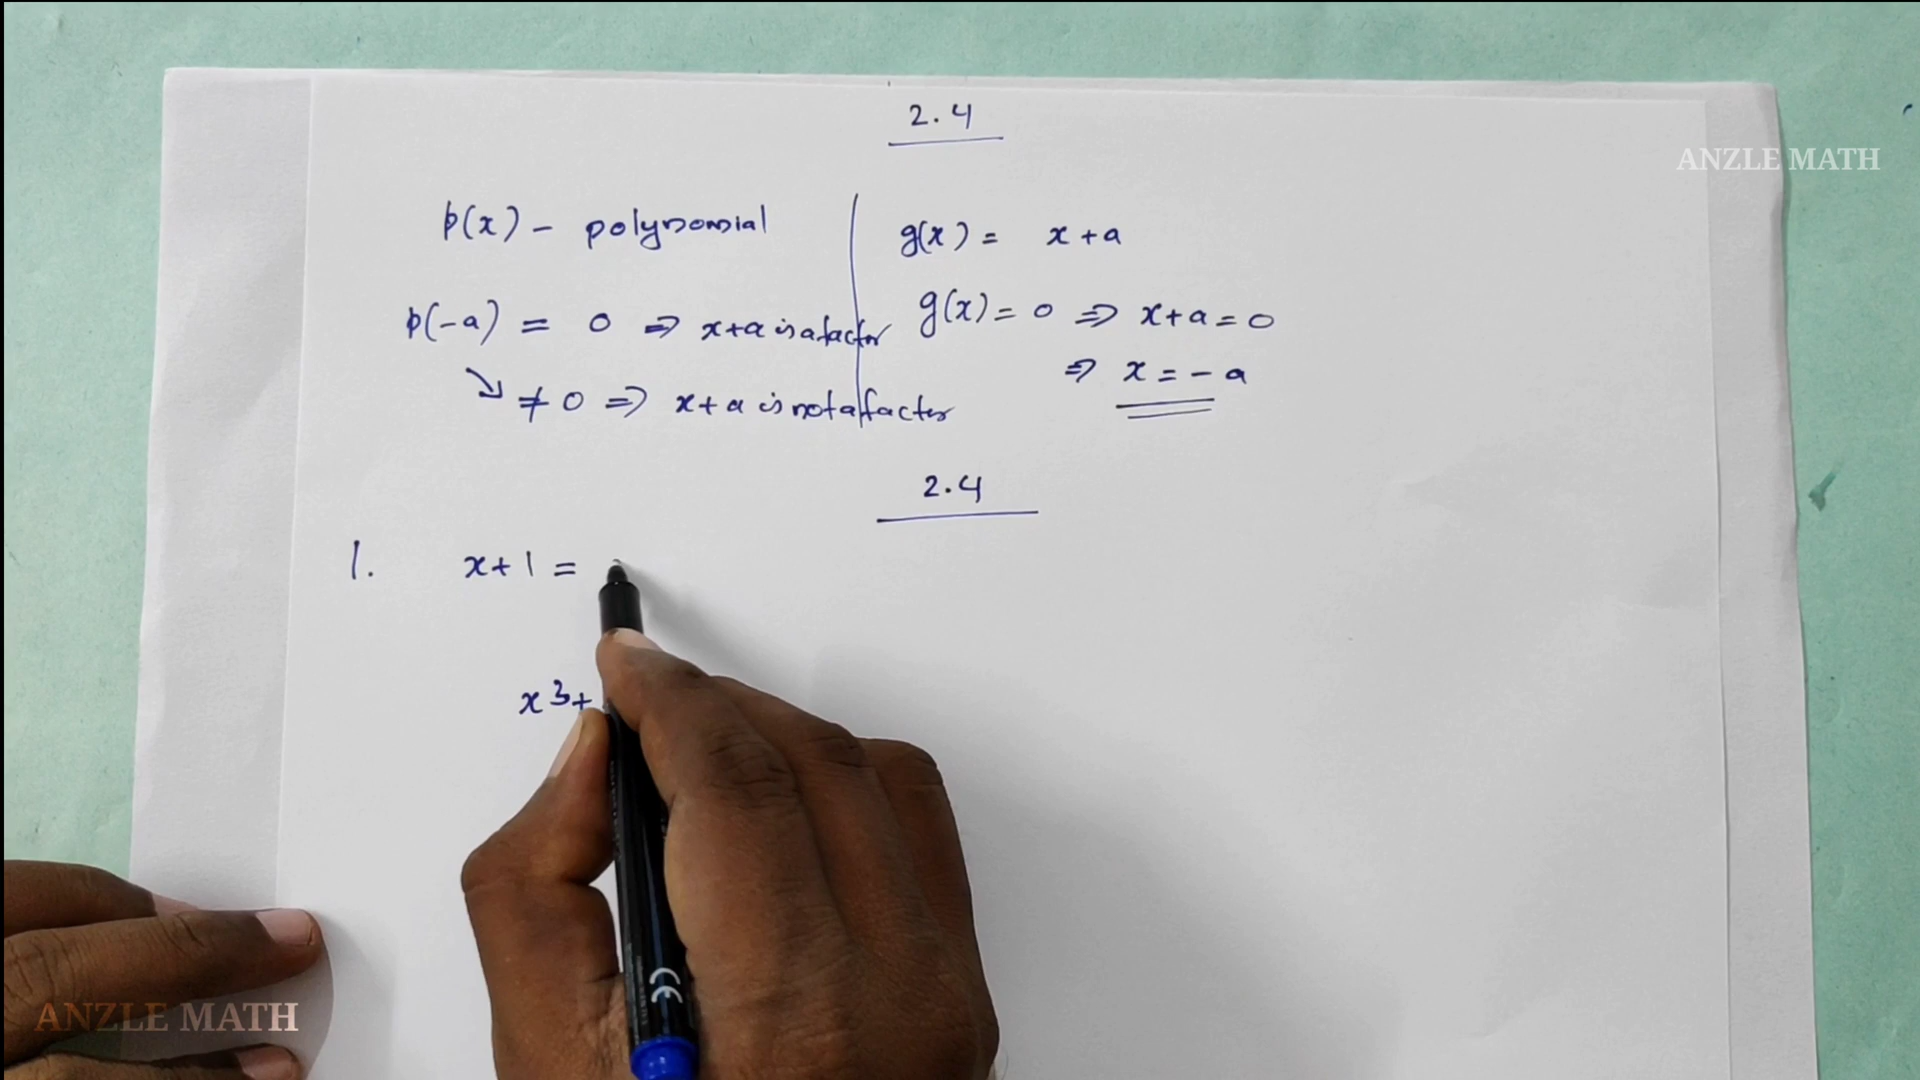 2.4
ANZLE MATH
p(x) - polynomial
p(-a) = 0 ⇒ x+a is a factor
↘ ≠ 0 ⇒ x+a is not a factor
g(x) = x+a
g(x) = 0 ⇒ x+a = 0
⇒ x = -a
2.4
1. x+1 =
x³+
CE
ANZLE MATH